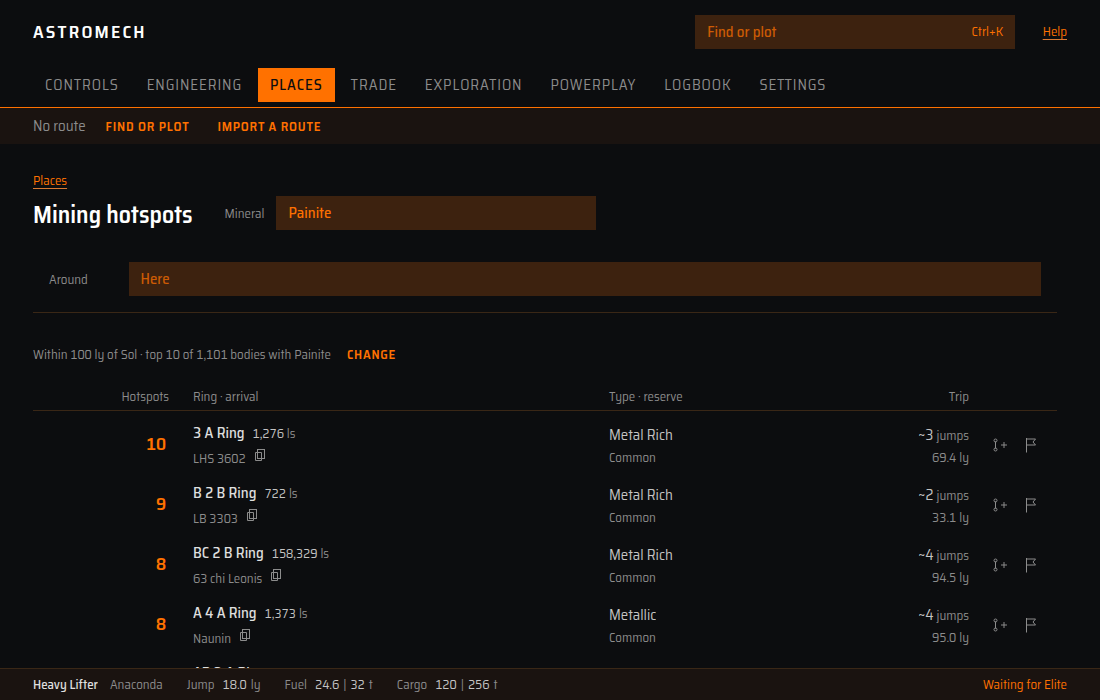 ASTROMECH
Find or plot Ctrl+K Help
CONTROLS ENGINEERING PLACES TRADE EXPLORATION POWERPLAY LOGBOOK SETTINGS
No route FIND OR PLOT IMPORT A ROUTE
Places
Mining hotspots Mineral Painite
Around Here
Within 100 ly of Sol · top 10 of 1,101 bodies with Painite CHANGE
Hotspots Ring · arrival Type · reserve Trip
10 3 A Ring 1,276 ls Metal Rich ~3 jumps
LHS 3602 Common 69.4 ly
9 B 2 B Ring 722 ls Metal Rich ~2 jumps
LB 3303 Common 33.1 ly
8 BC 2 B Ring 158,329 ls Metal Rich ~4 jumps
63 chi Leonis Common 94.5 ly
8 A 4 A Ring 1,373 ls Metallic ~4 jumps
Naunin Common 95.0 ly
Heavy Lifter Anaconda Jump 18.0 ly Fuel 24.6 | 32 t Cargo 120 | 256 t Waiting for Elite